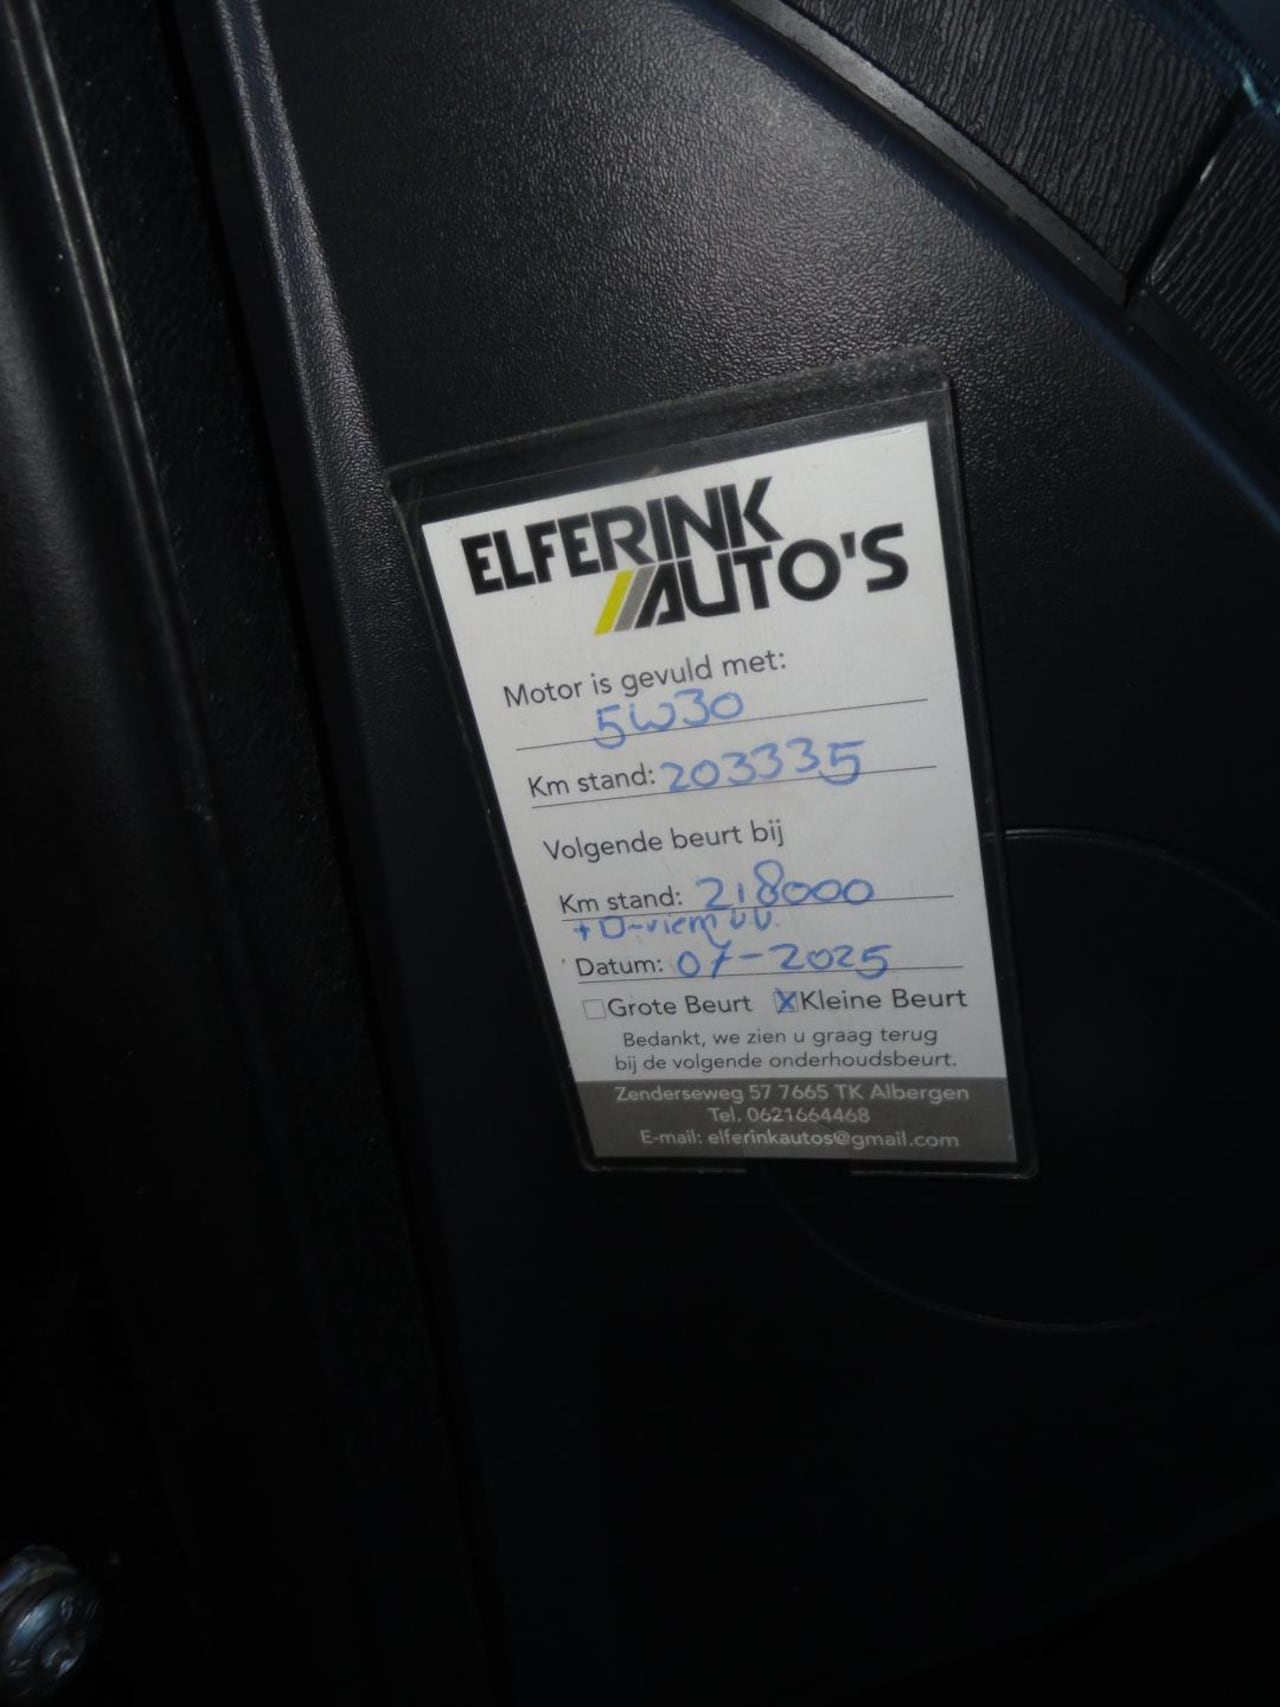 ELFERINK
AUTO'S
Motor is gevuld met:
5W30
Km stand: 203335
Volgende beurt bij
Km stand: 218000
+ D-riem v.v.
Datum: 07-2025
Grote Beurt XKleine Beurt
Bedankt, we zien u graag terug
bij de volgende onderhoudsbeurt.
Zenderseweg 57 7665 TK Albergen
Tel. 0621664468
E-mail: elferinkautos@gmail.com